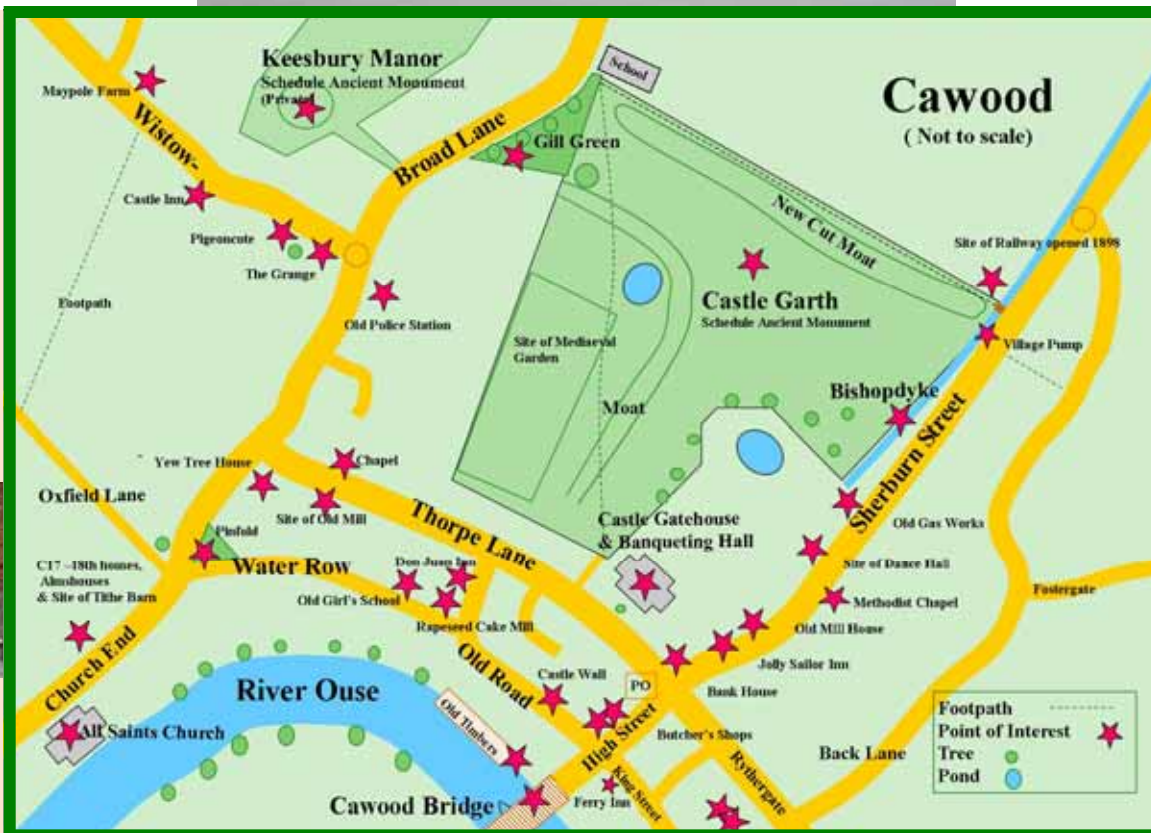 Cawood
( Not to scale)
Keesbury Manor
Schedule Ancient Monument
(Private)
School
Maypole Farm
Wistow-
Broad Lane
Gill Green
Castle Inn
Pigeoncute
The Grange
New Cut Moat
Site of Railway opened 1898
Footpath
Old Police Station
Castle Garth
Schedule Ancient Monument
Site of Mediaeval
Garden
Village Pump
Moat
Bishopdyke
Sherburn Street
Yew Tree House
Chapel
Oxfield Lane
Site of Old Mill
Thorpe Lane
Castle Gatehouse
& Banqueting Hall
Old Gas Works
Pinfold
C17 –18th homes,
Almshouses
& Site of Tithe Barn
Water Row
Don Juan Inn
Site of Dance Hall
Old Girl's School
Rapeseed Cake Mill
Methodist Chapel
Fostergate
Old Mill House
Church End
Old Road
Jolly Sailor Inn
Castle Wall
River Ouse
PO
Bank House
Old Timbers
High Street
Butcher's Shops
All Saints Church
Back Lane
Rythergate
King Street
Cawood Bridge
Ferry Inn
Footpath
Point of Interest
Tree
Pond